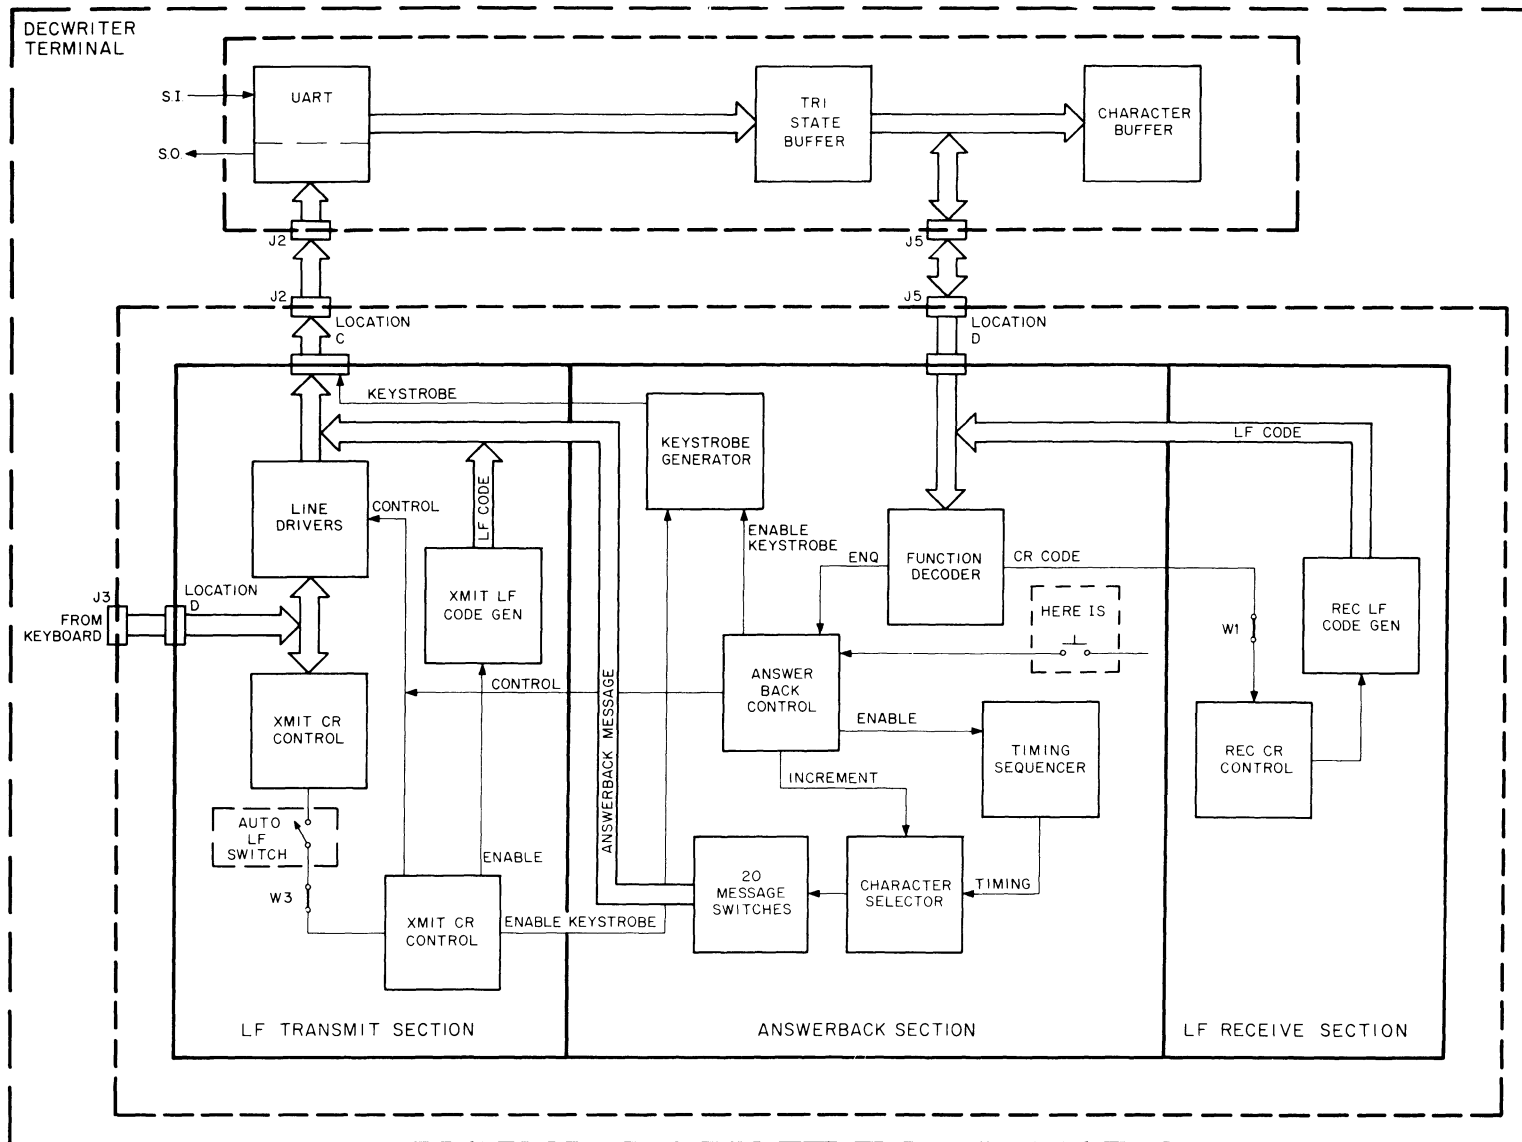 DECWRITER
TERMINAL
S.I.
S.O.
UART
TRI
STATE
BUFFER
CHARACTER
BUFFER
J2
J5
J2
J5
LOCATION
C
LOCATION
D
KEYSTROBE
KEYSTROBE
GENERATOR
LF CODE
LINE
DRIVERS
CONTROL
LF CODE
ENABLE
KEYSTROBE
ENQ
FUNCTION
DECODER
CR CODE
J3
FROM
KEYBOARD
LOCATION
D
XMIT LF
CODE GEN
HERE IS
W1
REC LF
CODE GEN
XMIT CR
CONTROL
CONTROL
ANSWERBACK MESSAGE
ANSWER
BACK
CONTROL
ENABLE
TIMING
SEQUENCER
REC CR
CONTROL
INCREMENT
AUTO
LF
SWITCH
W3
ENABLE
XMIT CR
CONTROL
ENABLE KEYSTROBE
20
MESSAGE
SWITCHES
CHARACTER
SELECTOR
TIMING
LF TRANSMIT SECTION
ANSWERBACK SECTION
LF RECEIVE SECTION